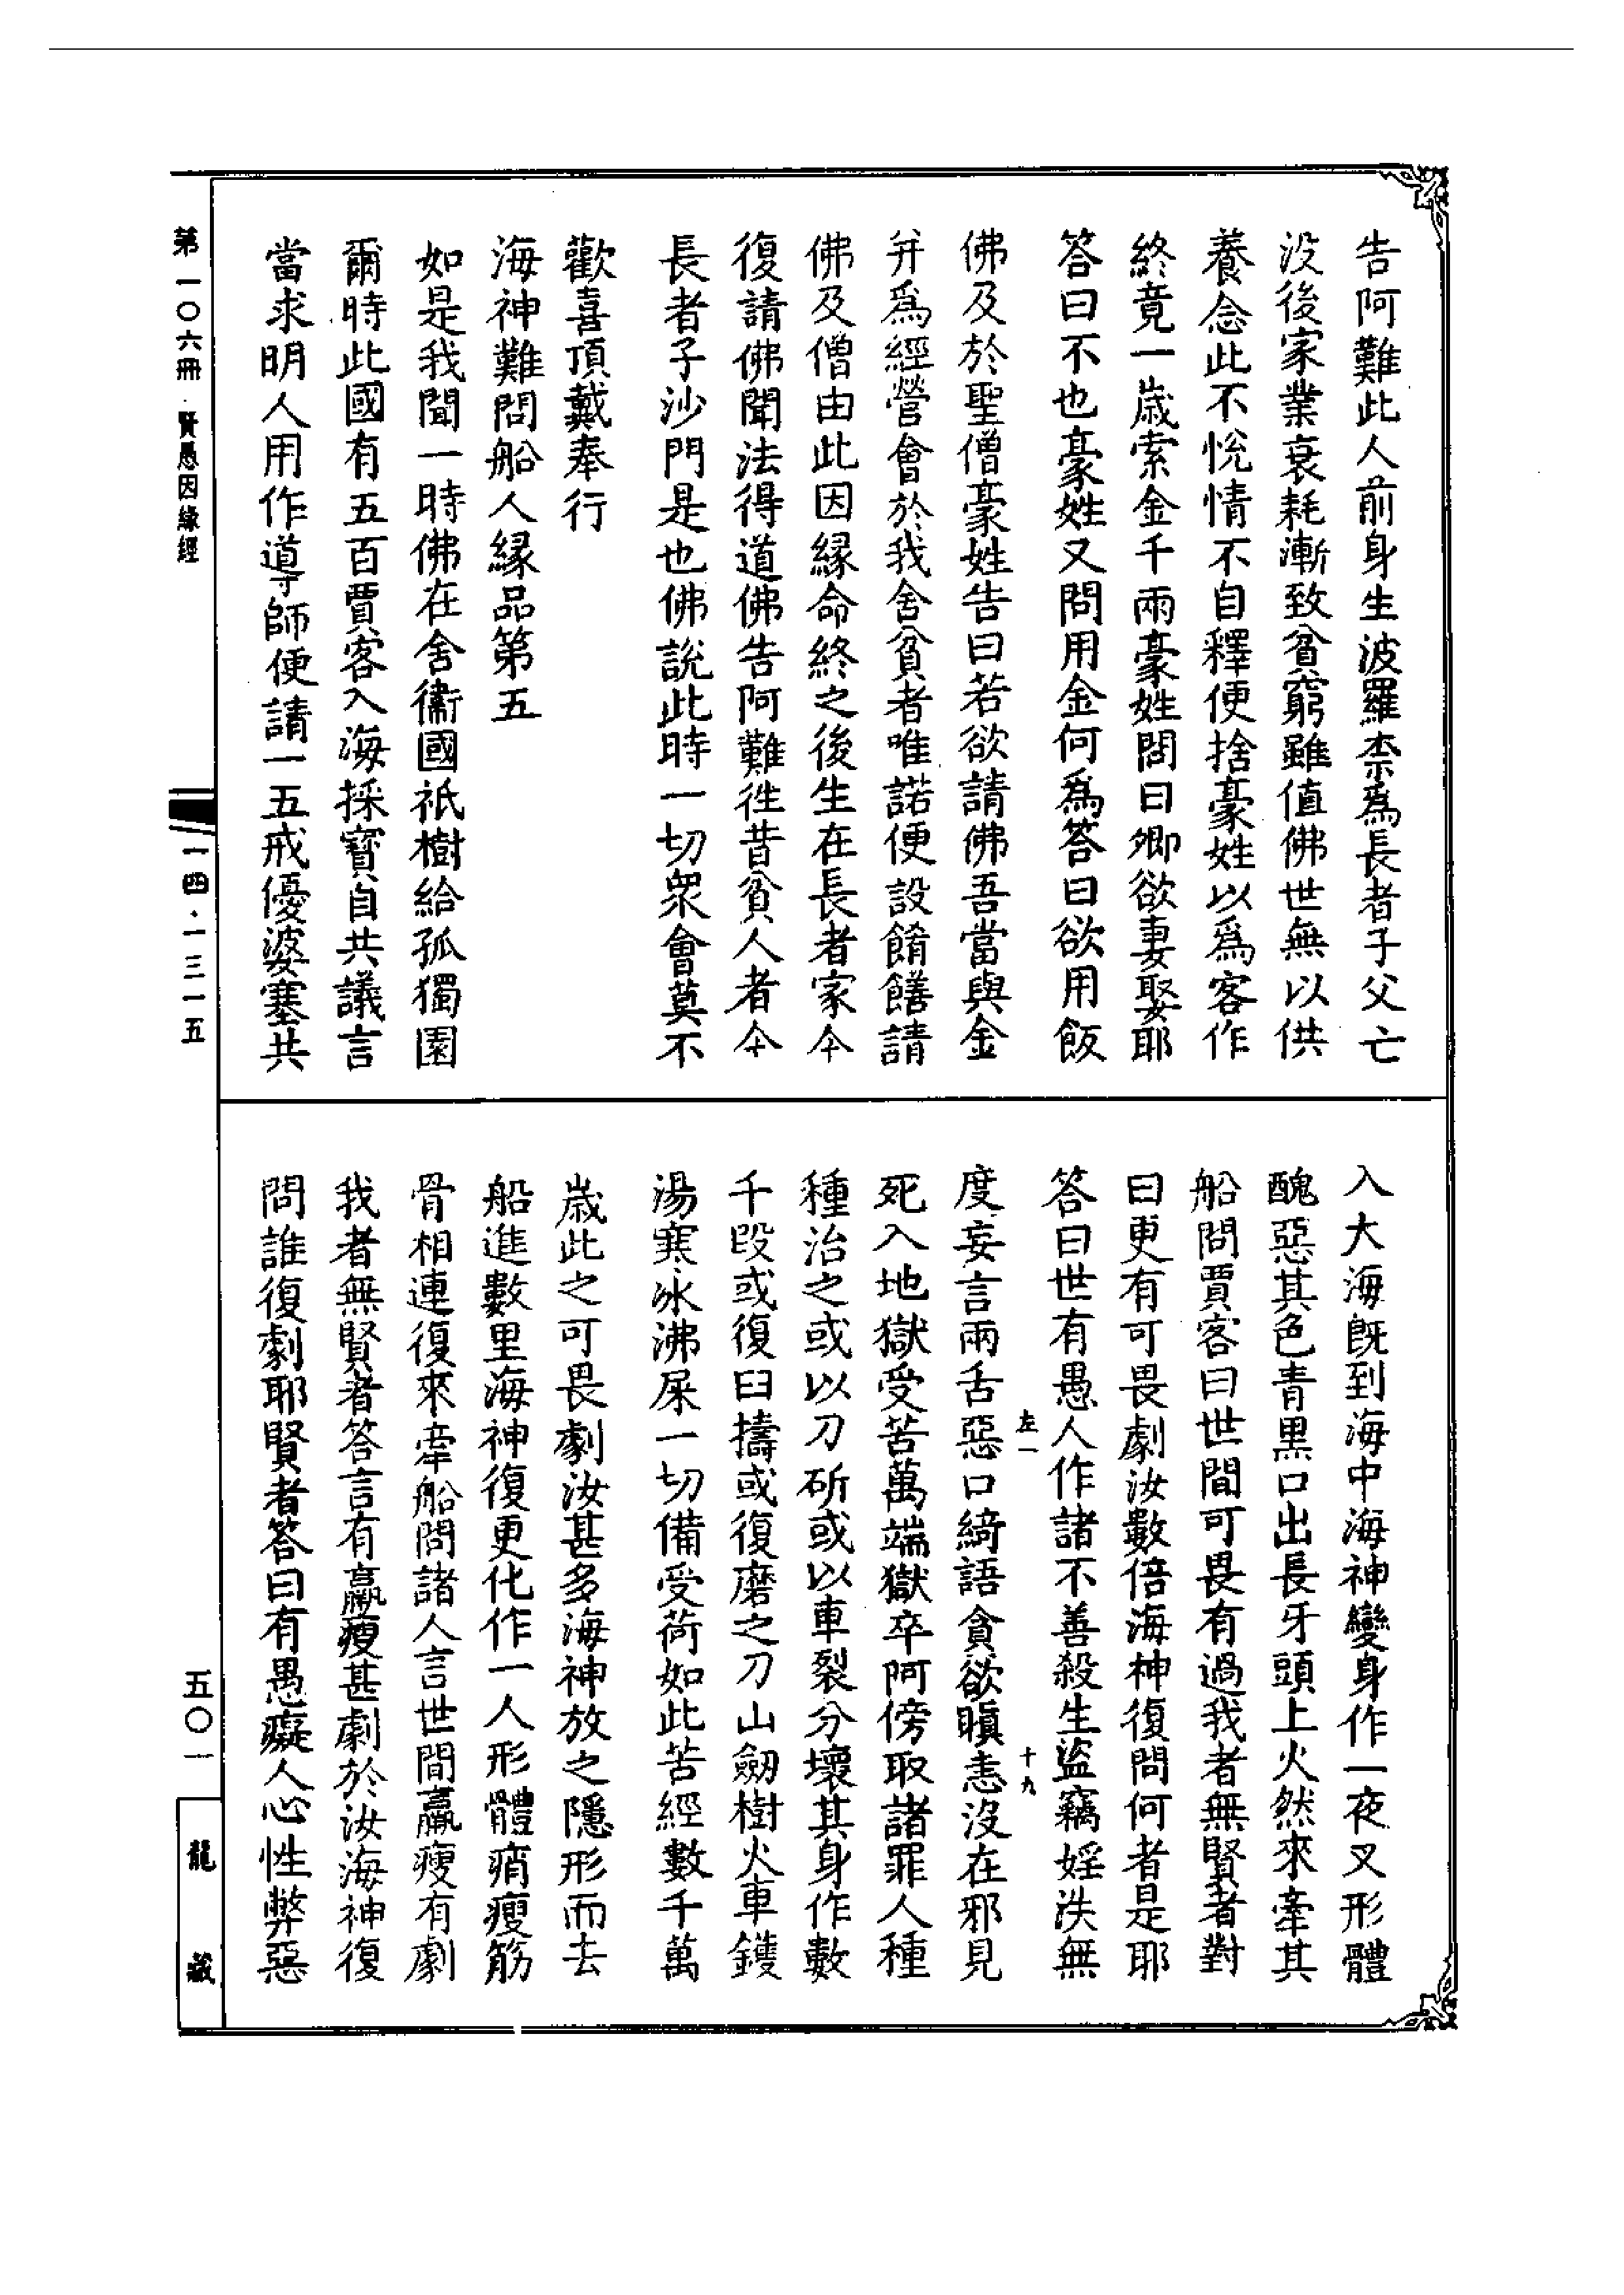 告阿難此人前身生波羅柰爲長者子父亡
没後家業衰耗漸致貧窮雖值佛世無以供
養念此不悅情不自釋便捨豪姓以爲客作
終竟一歲索金千兩豪姓問曰卿欲妻娶耶
答曰不也豪姓又問用金何爲答曰欲用飯
佛及於聖僧豪姓告曰若欲請佛吾當與金
并爲經營會於我舍貧者唯諾便設餚饍請
佛及僧由此因緣命終之後生在長者家今
復請佛聞法得道佛告阿難徃昔貧人者今
長者子沙門是也佛說此時一切衆會莫不
歡喜頂戴奉行
海神難問船人緣品第五
如是我聞一時佛在舍衞國祇樹給孤獨園
爾時此國有五百賈客入海採寶自共議言
當求明人用作導師便請一五戒優婆塞共
入大海旣到海中海神變身作一夜叉形體
醜惡其色青黑口出長牙頭上火然來牽其
船問賈客曰世間可畏有過我者無賢者對
曰更有可畏劇汝數倍海神復問何者是耶
答曰世有愚人作諸不善殺生盜竊婬泆無
度妄言兩舌惡口綺語貪欲瞋恚沒在邪見
死入地獄受苦萬端獄卒阿傍取諸罪人種
種治之或以刀斫或以車裂分壞其身作數
千段或復臼擣或復磨之刀山劒樹火車鑊
湯寒冰沸屎一切備受荷如此苦經數千萬
歲此之可畏劇汝甚多海神放之隱形而去
船進數里海神復更化作一人形體痟瘦筋
骨相連復來牽船問諸人言世間羸瘦有劇
我者無賢者答言有羸瘦甚劇於汝海神復
問誰復劇耶賢者答曰有愚癡人心性弊惡
左一
十九
第一〇六冊 賢愚因緣經
一四·一三一五
五〇一
龍藏